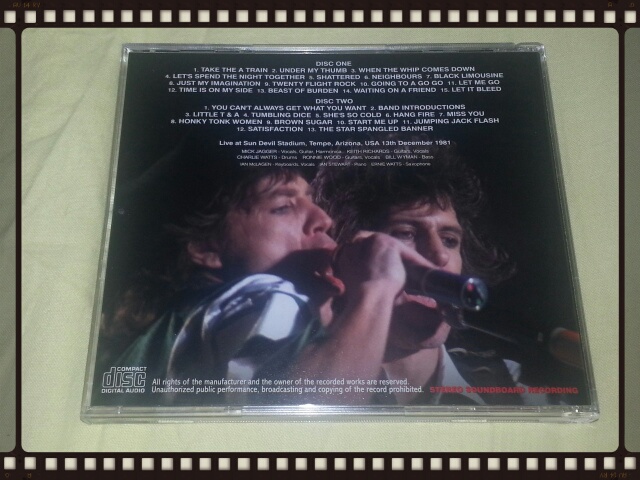 DISC ONE
1. TAKE THE A TRAIN 2. UNDER MY THUMB 3. WHEN THE WHIP COMES DOWN
4. LET'S SPEND THE NIGHT TOGETHER 5. SHATTERED 6. NEIGHBOURS 7. BLACK LIMOUSINE
8. JUST MY IMAGINATION 9. TWENTY FLIGHT ROCK 10. GOING TO A GO GO 11. LET ME GO
12. TIME IS ON MY SIDE 13. BEAST OF BURDEN 14. WAITING ON A FRIEND 15. LET IT BLEED
DISC TWO
1. YOU CAN'T ALWAYS GET WHAT YOU WANT 2. BAND INTRODUCTIONS
3. LITTLE T & A 4. TUMBLING DICE 5. SHE'S SO COLD 6. HANG FIRE 7. MISS YOU
8. HONKY TONK WOMEN 9. BROWN SUGAR 10. START ME UP 11. JUMPING JACK FLASH
12. SATISFACTION 13. THE STAR SPANGLED BANNER
Live at Sun Devil Stadium, Tempe, Arizona, USA 13th December 1981
MICK JAGGER - Vocals, Guitar, Harmonica KEITH RICHARDS - Guitars, Vocals
CHARLIE WATTS - Drums RONNIE WOOD - Guitars, Vocals BILL WYMAN - Bass
IAN McLAGEN - Keyboards, Vocals IAN STEWART - Piano ERNIE WATTS - Saxophone
COMPACT
disc
DIGITAL AUDIO
All rights of the manufacturer and the owner of the recorded works are reserved.
Unauthorized public performance, broadcasting and copying of the record prohibited.
STEREO SOUNDBOARD RECORDING